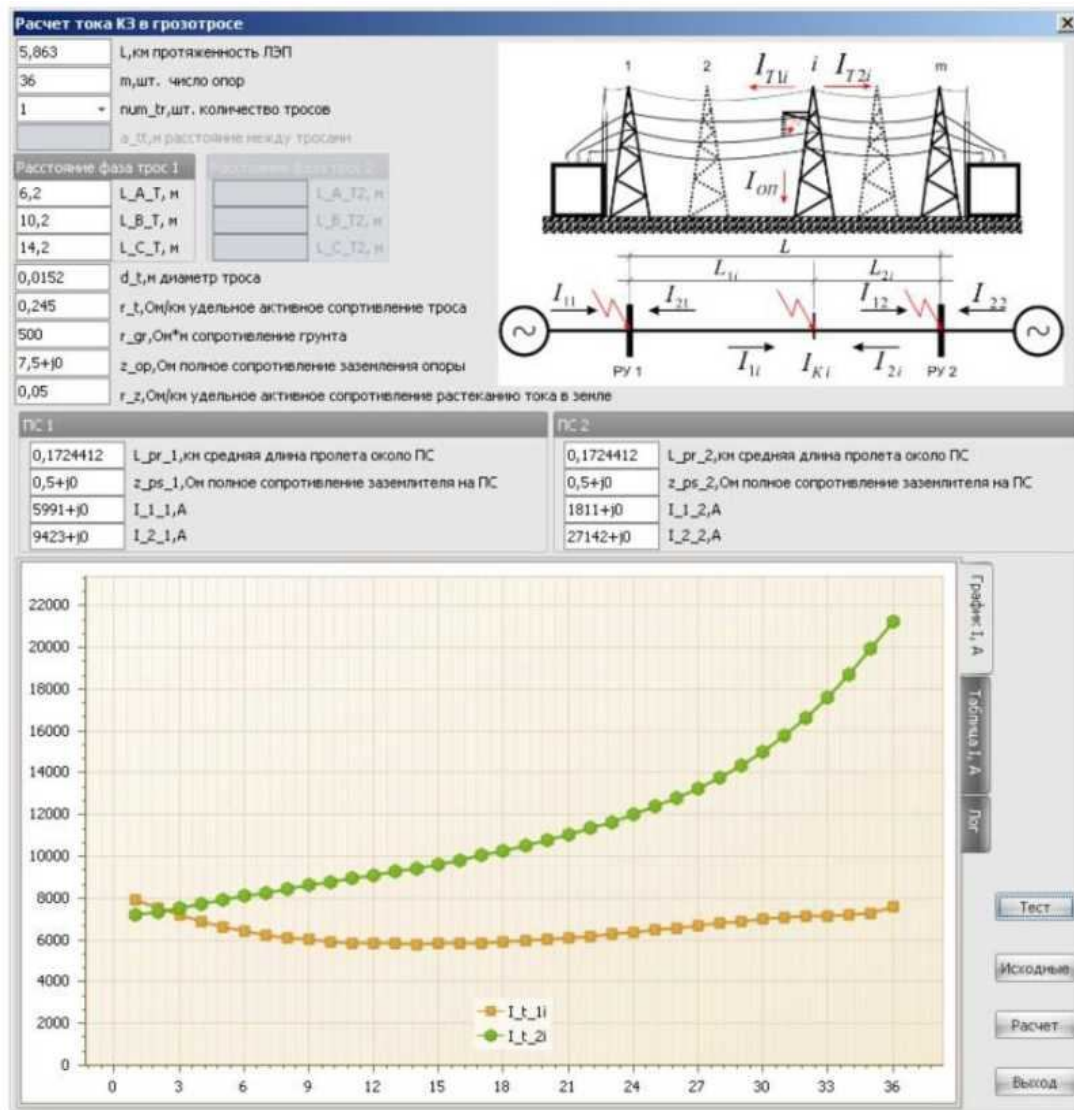 Расчет тока КЗ в грозотросе
5,863 L,км протяженность ЛЭП
36 m,шт. число опор
1 num_tr,шт. количество тросов
a_tt,м расстояние между тросами
Расстояние фаза трос 1 Расстояние фаза трос 2
6,2 L_A_T, м L_A_T2, м
10,2 L_B_T, м L_B_T2, м
14,2 L_C_T, м L_C_T2, м
0,0152 d_t,м диаметр троса
0,245 r_t,Ом/км удельное активное сопртивление троса
500 r_gr,Ом*м сопротивление грунта
7,5+j0 z_op,Ом полное сопротивление заземления опоры
0,05 r_z,Ом/км удельное активное сопротивление растеканию тока в земле
1 2 i m
I_T1i I_T2i
I_ОП
L
L_1i L_2i
I_11 I_21 I_12 I_22
I_1i I_Ki I_2i
РУ 1 РУ 2
ПС 1
0,1724412 L_pr_1,км средняя длина пролета около ПС
0,5+j0 z_ps_1,Ом полное сопротивление заземлителя на ПС
5991+j0 I_1_1,А
9423+j0 I_2_1,А
ПС 2
0,1724412 L_pr_2,км средняя длина пролета около ПС
0,5+j0 z_ps_2,Ом полное сопротивление заземлителя на ПС
1811+j0 I_1_2,А
27142+j0 I_2_2,А
22000
20000
18000
16000
14000
12000
10000
8000
6000
4000
2000
0
0 3 6 9 12 15 18 21 24 27 30 33 36
I_t_1i
I_t_2i
График I, А
Таблица I, А
Лог
Тест
Исходные
Расчет
Выход